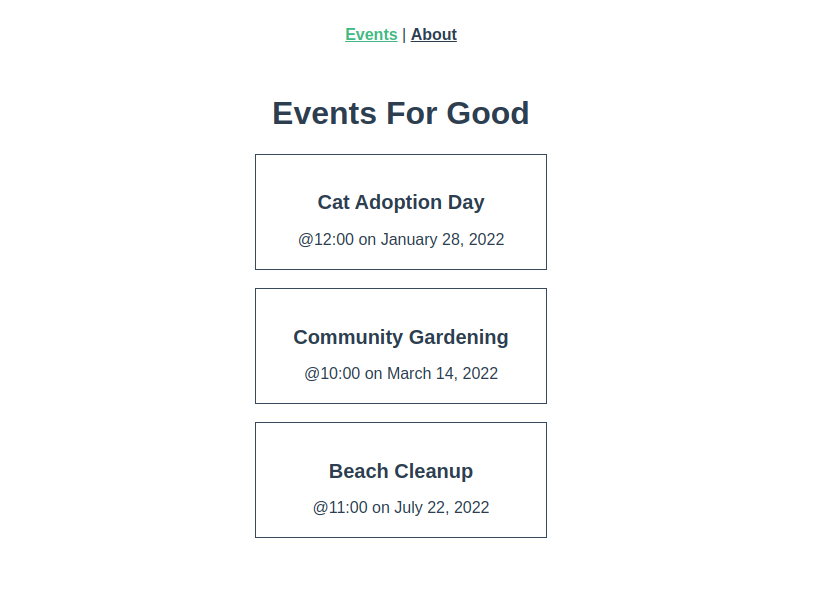 Events | About
Events For Good
Cat Adoption Day
@12:00 on January 28, 2022
Community Gardening
@10:00 on March 14, 2022
Beach Cleanup
@11:00 on July 22, 2022